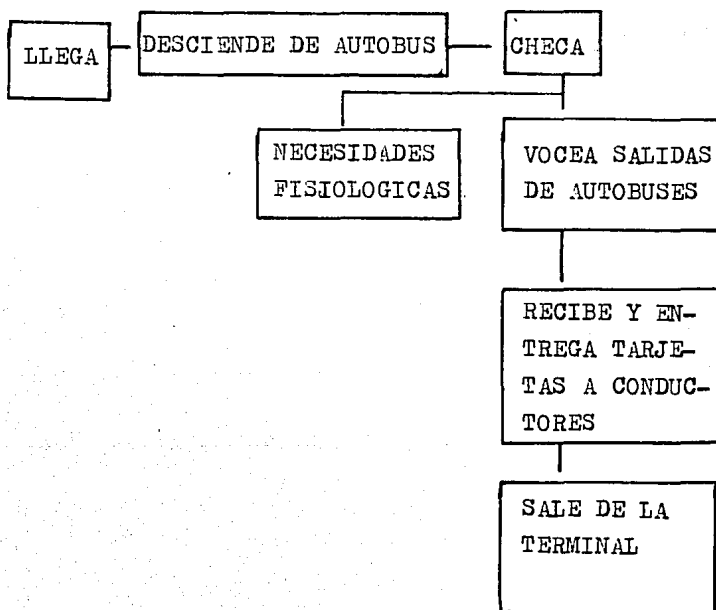 LLEGA
DESCIENDE DE AUTOBUS
CHECA
NECESIDADES
FISIOLOGICAS
VOCEA SALIDAS
DE AUTOBUSES
RECIBE Y EN-
TREGA TARJE-
TAS A CONDUC-
TORES
SALE DE LA
TERMINAL